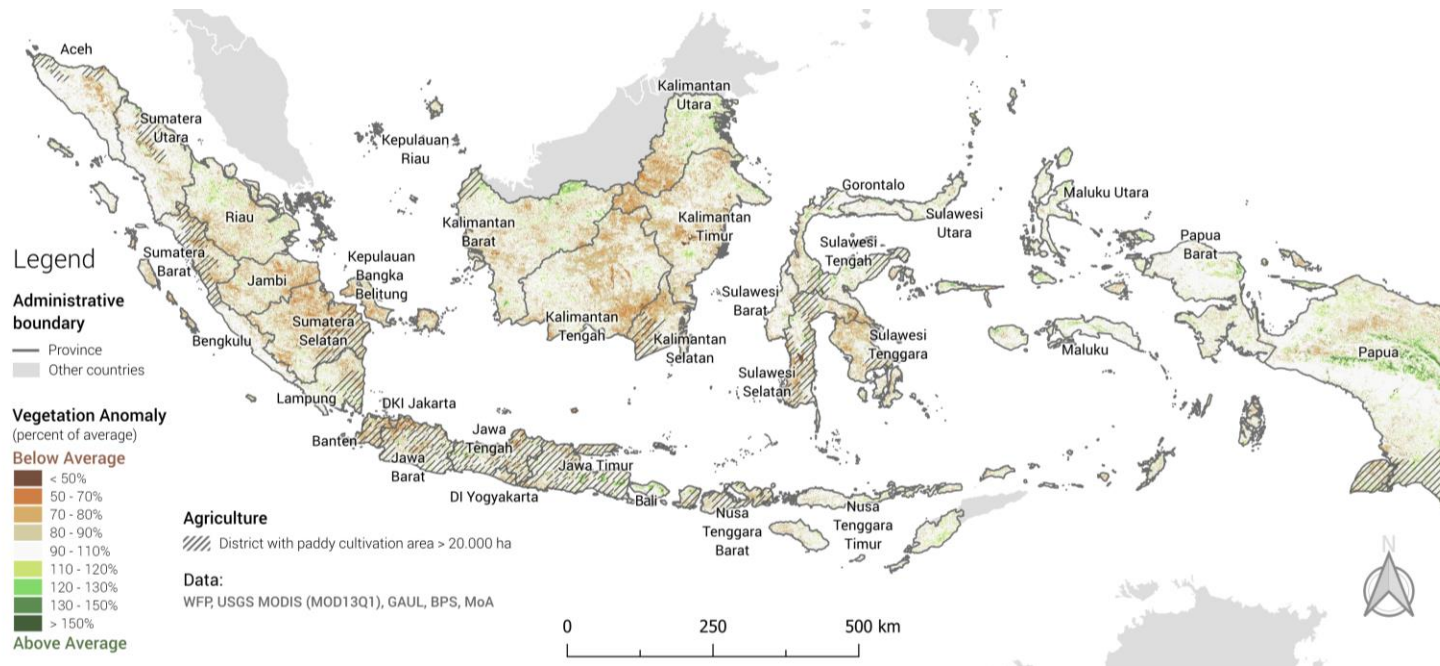 Aceh
Sumatera
Utara
Kepulauan
Riau
Riau
Sumatera
Barat
Jambi
Kepulauan
Bangka
Belitung
Sumatera
Selatan
Bengkulu
Lampung
DKI Jakarta
Banten
Jawa
Barat
Jawa
Tengah
DI Yogyakarta
Jawa Timur
Bali
Nusa
Tenggara
Barat
Nusa
Tenggara
Timur
Kalimantan
Utara
Kalimantan
Barat
Kalimantan
Timur
Kalimantan
Tengah
Kalimantan
Selatan
Gorontalo
Sulawesi
Utara
Sulawesi
Tengah
Sulawesi
Barat
Sulawesi
Tenggara
Sulawesi
Selatan
Maluku Utara
Maluku
Papua
Barat
Papua
Legend
Administrative
boundary
Province
Other countries
Vegetation Anomaly
(percent of average)
Below Average
< 50%
50 - 70%
70 - 80%
80 - 90%
90 - 110%
110 - 120%
120 - 130%
130 - 150%
> 150%
Above Average
Agriculture
District with paddy cultivation area > 20.000 ha
Data:
WFP, USGS MODIS (MOD13Q1), GAUL, BPS, MoA
0 250 500 km
N